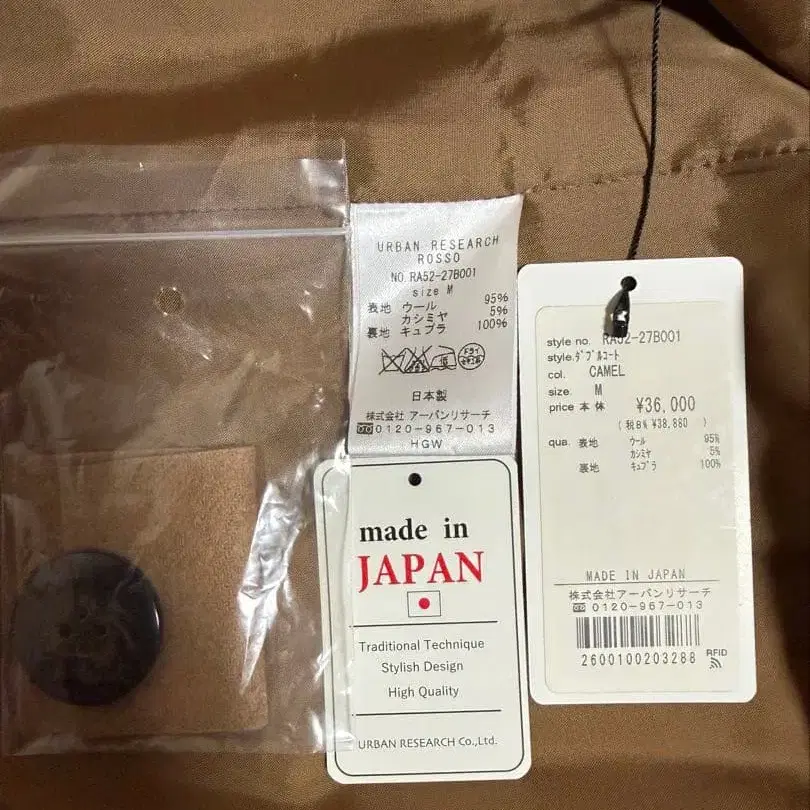 URBAN RESEARCH
ROSSO
NO.RA52-27B001
size M
表地 ウール 95%
カシミヤ 5%
裏地 キュプラ 100%
日本製
株式会社 アーバンリサーチ
0120-967-013
HGW
made in
JAPAN
Traditional Technique
Stylish Design
High Quality
URBAN RESEARCH Co.,Ltd.
style no. RA52-27B001
style.ﾀﾞﾌﾞﾙｺｰﾄ
col. CAMEL
size. M
price 本体 ¥36,000
(税8% ¥38,880 )
qua. 表地 ウール 95%
カシミヤ 5%
裏地 キュプラ 100%
MADE IN JAPAN
株式会社アーバンリサーチ
0120-967-013
2600100203288
RFID